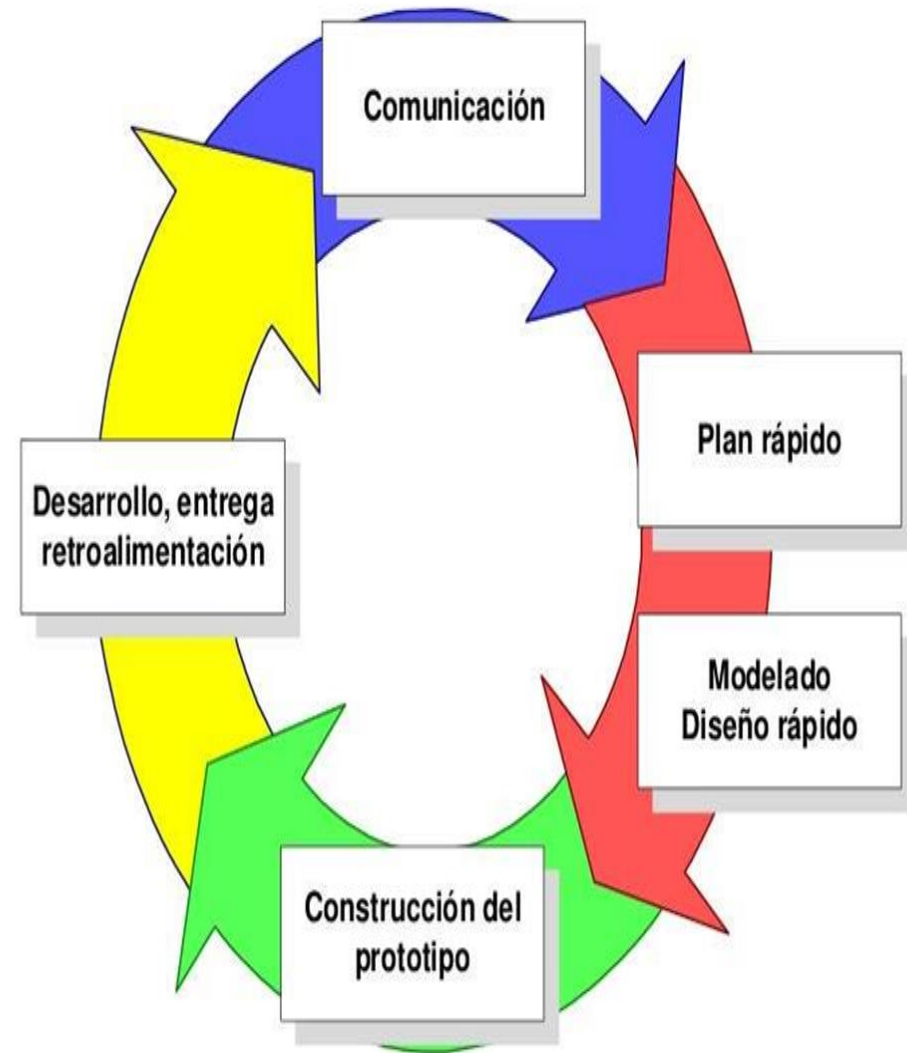 Comunicación
Plan rápido
Modelado
Diseño rápido
Construcción del
prototipo
Desarrollo, entrega
retroalimentación